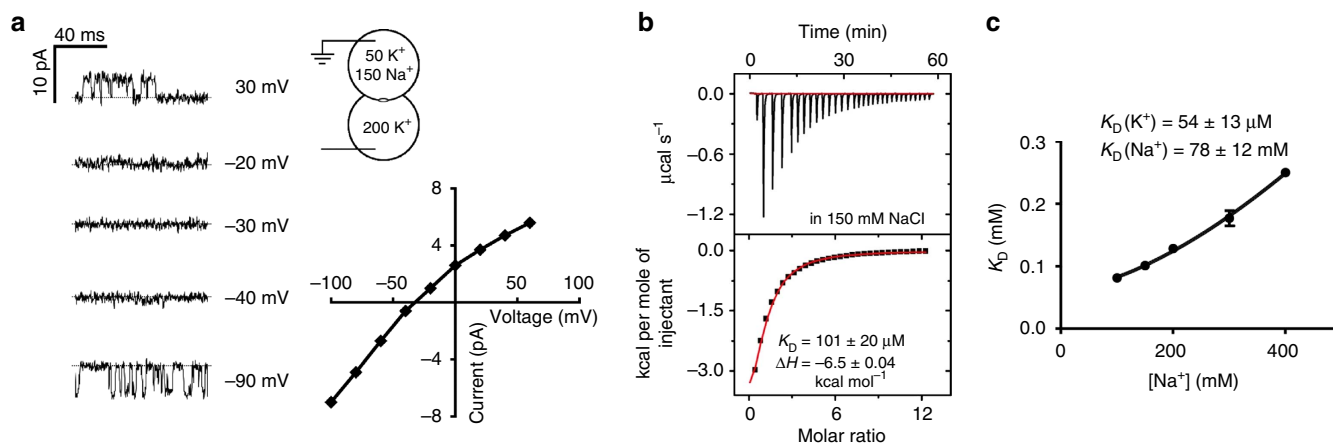 a
40 ms
10 pA
30 mV
–20 mV
–30 mV
–40 mV
–90 mV
50 K⁺
150 Na⁺
200 K⁺
8
4
–100
–50
50
100
Voltage (mV)
–4
–8
Current (pA)
b
Time (min)
0
30
60
0.0
–0.6
–1.2
μcal s⁻¹
in 150 mM NaCl
0.0
–1.5
–3.0
kcal per mole of
injectant
K_D = 101 ± 20 μM
ΔH = –6.5 ± 0.04
kcal mol⁻¹
0
6
12
Molar ratio
c
K_D(K⁺) = 54 ± 13 μM
K_D(Na⁺) = 78 ± 12 mM
0.3
0.2
0.1
0.0
K_D (mM)
0
200
400
[Na⁺] (mM)